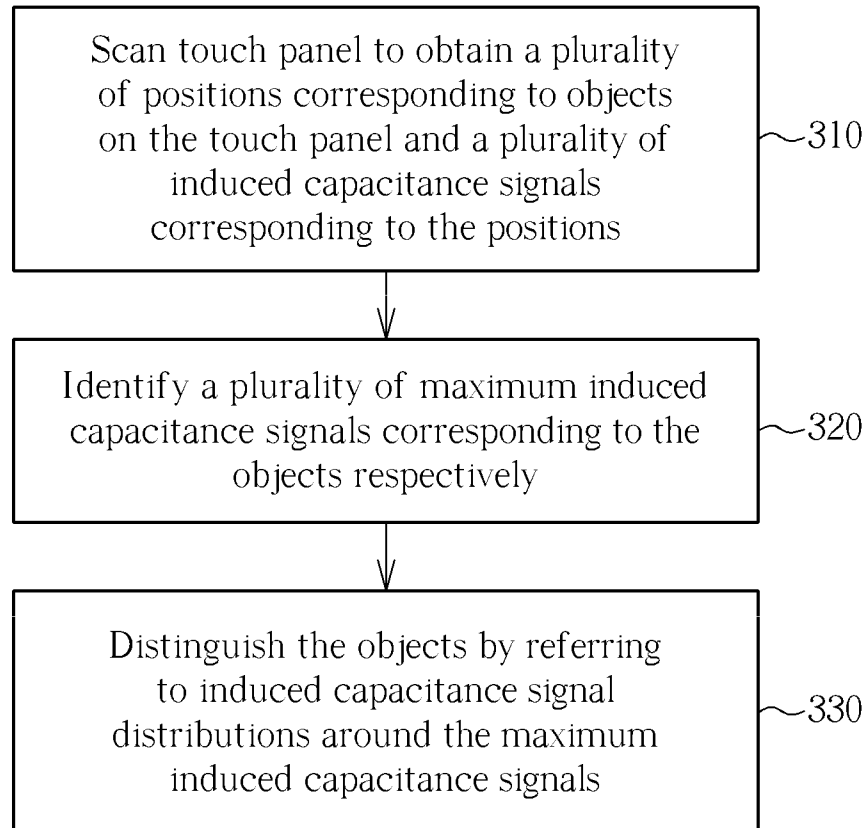 Scan touch panel to obtain a plurality
of positions corresponding to objects
on the touch panel and a plurality of
induced capacitance signals
corresponding to the positions
310
Identify a plurality of maximum induced
capacitance signals corresponding to the
objects respectively
320
Distinguish the objects by referring
to induced capacitance signal
distributions around the maximum
induced capacitance signals
330